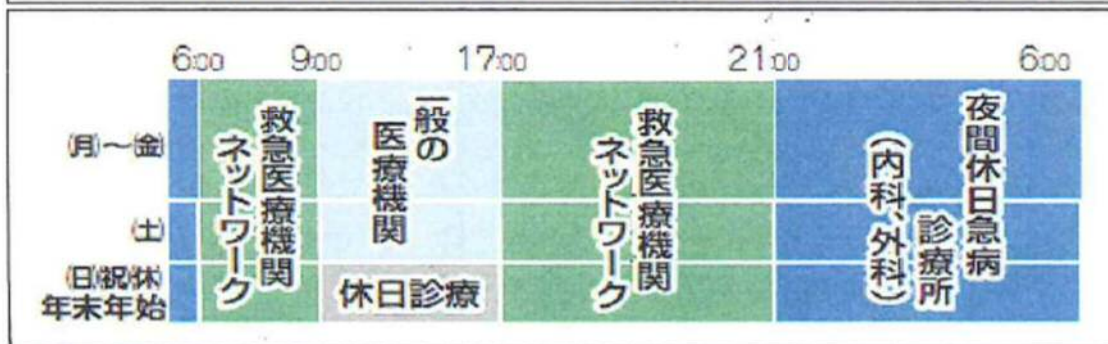 6:00 9:00 17:00 21:00 6:00
㈪〜㈮
㈯
㈰㈷㈡
年末年始
救急医療機関
ネットワーク
一般の
医療機関
休日診療
救急医療機関
ネットワーク
夜間休日急病
診療所
(内科、外科)